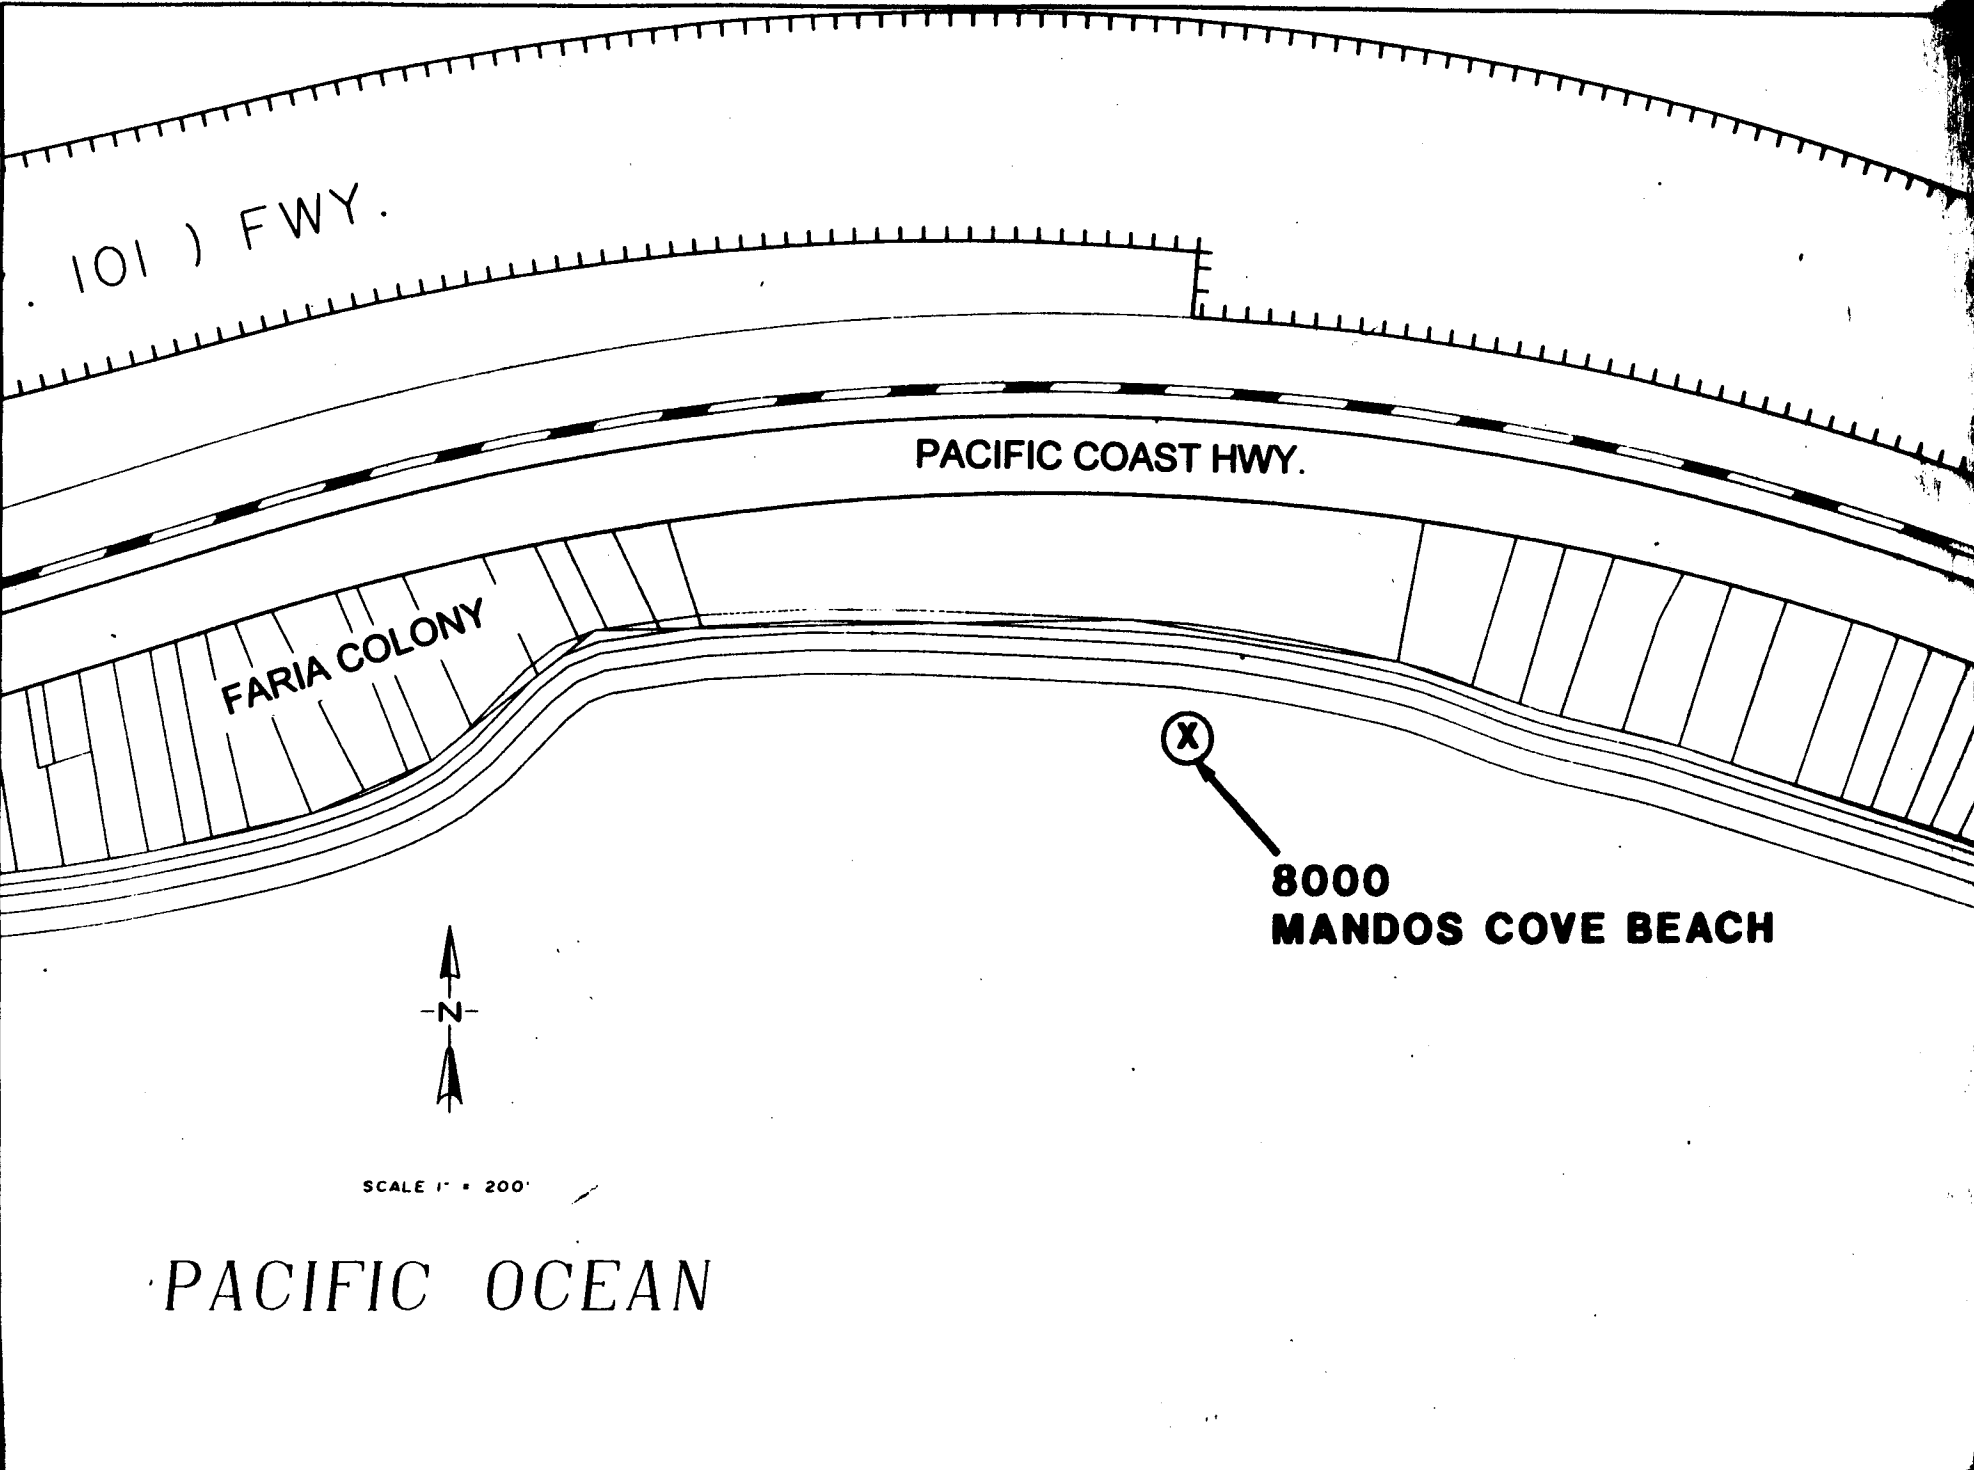 . 101 ) FWY.
PACIFIC COAST HWY.
FARIA COLONY
X
8000
MANDOS COVE BEACH
-N-
SCALE 1" = 200'
PACIFIC OCEAN